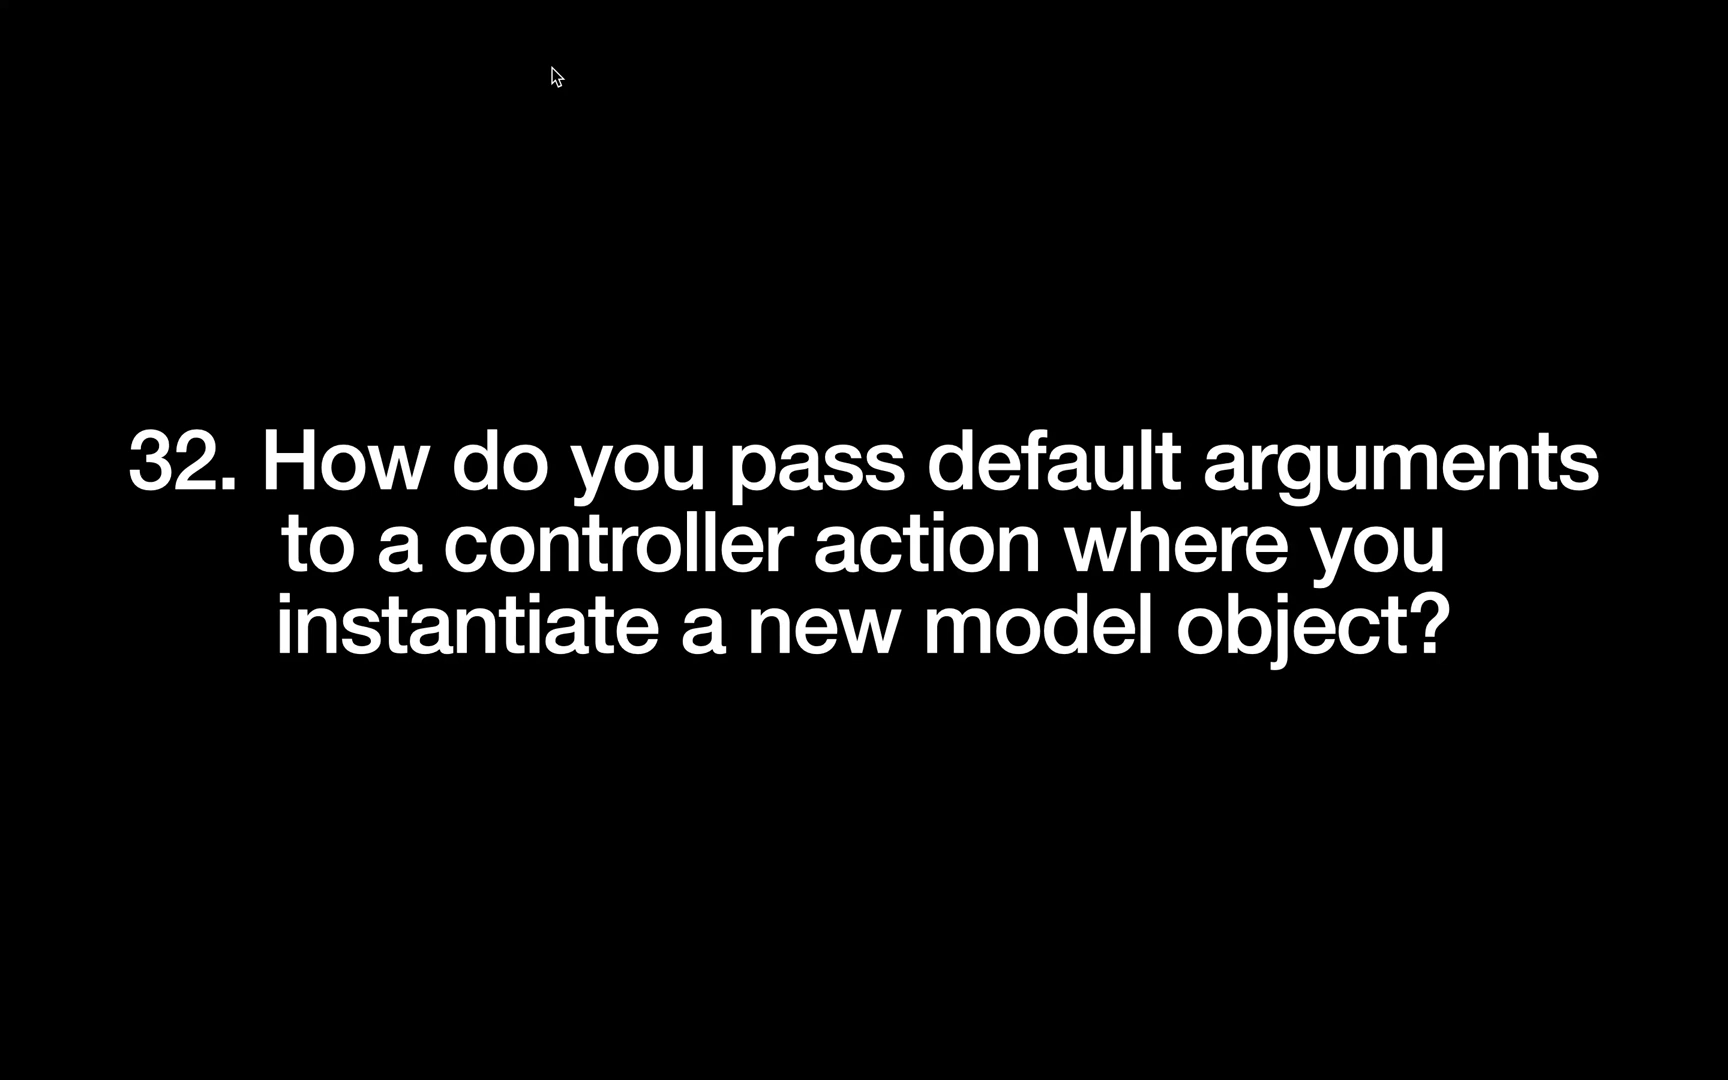 32. How do you pass default arguments
to a controller action where you
instantiate a new model object?